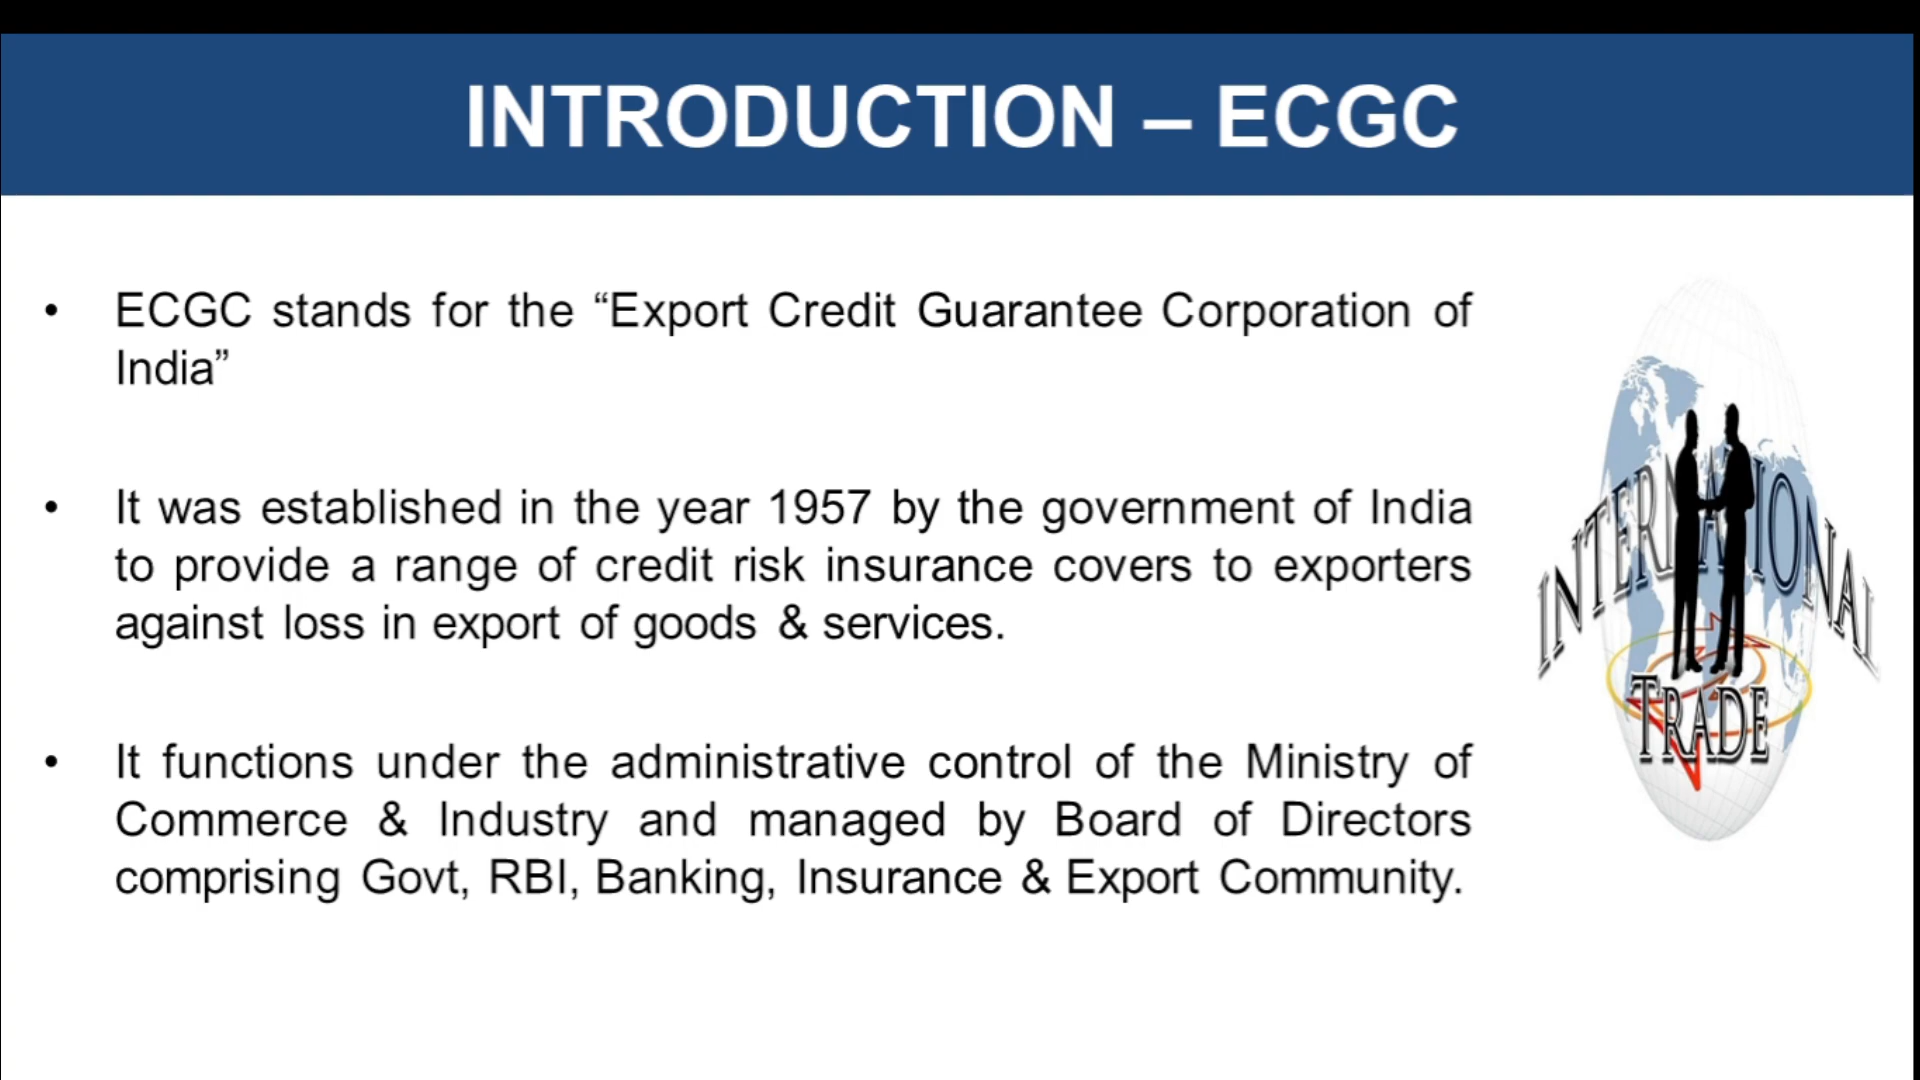 INTRODUCTION – ECGC
• ECGC stands for the “Export Credit Guarantee Corporation of
India”
• It was established in the year 1957 by the government of India
to provide a range of credit risk insurance covers to exporters
against loss in export of goods & services.
• It functions under the administrative control of the Ministry of
Commerce & Industry and managed by Board of Directors
comprising Govt, RBI, Banking, Insurance & Export Community.
INTERNATIONAL
TRADE